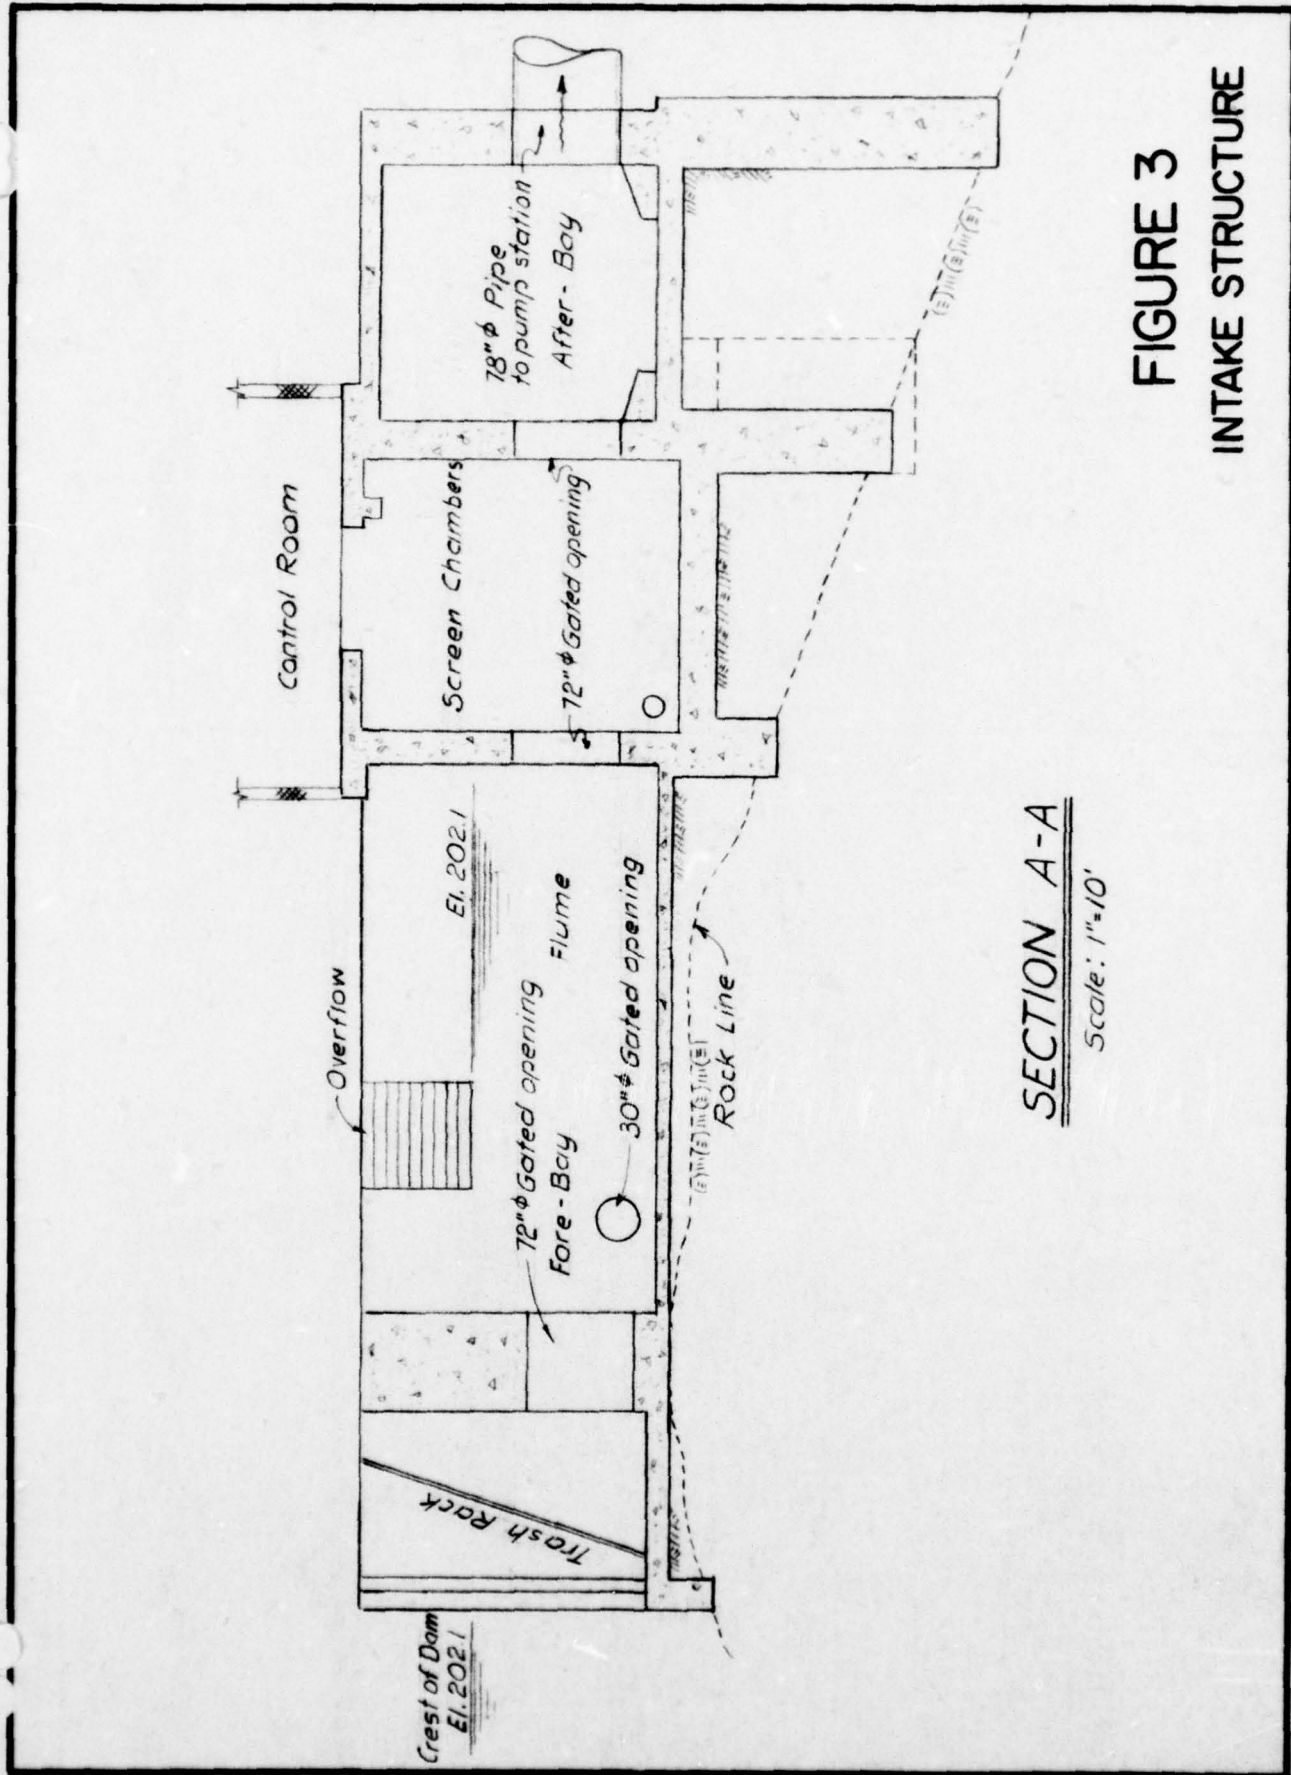 Crest of Dam
El. 202.1
Trash Rack
Overflow
72"ø Gated opening
Fore-Bay
Flume
30"ø Gated opening
El. 202.1
Rock Line
Control Room
Screen Chambers
72"ø Gated opening
78"ø Pipe
to pump station
After-Bay
SECTION A-A
Scale: 1"=10'
FIGURE 3
INTAKE STRUCTURE